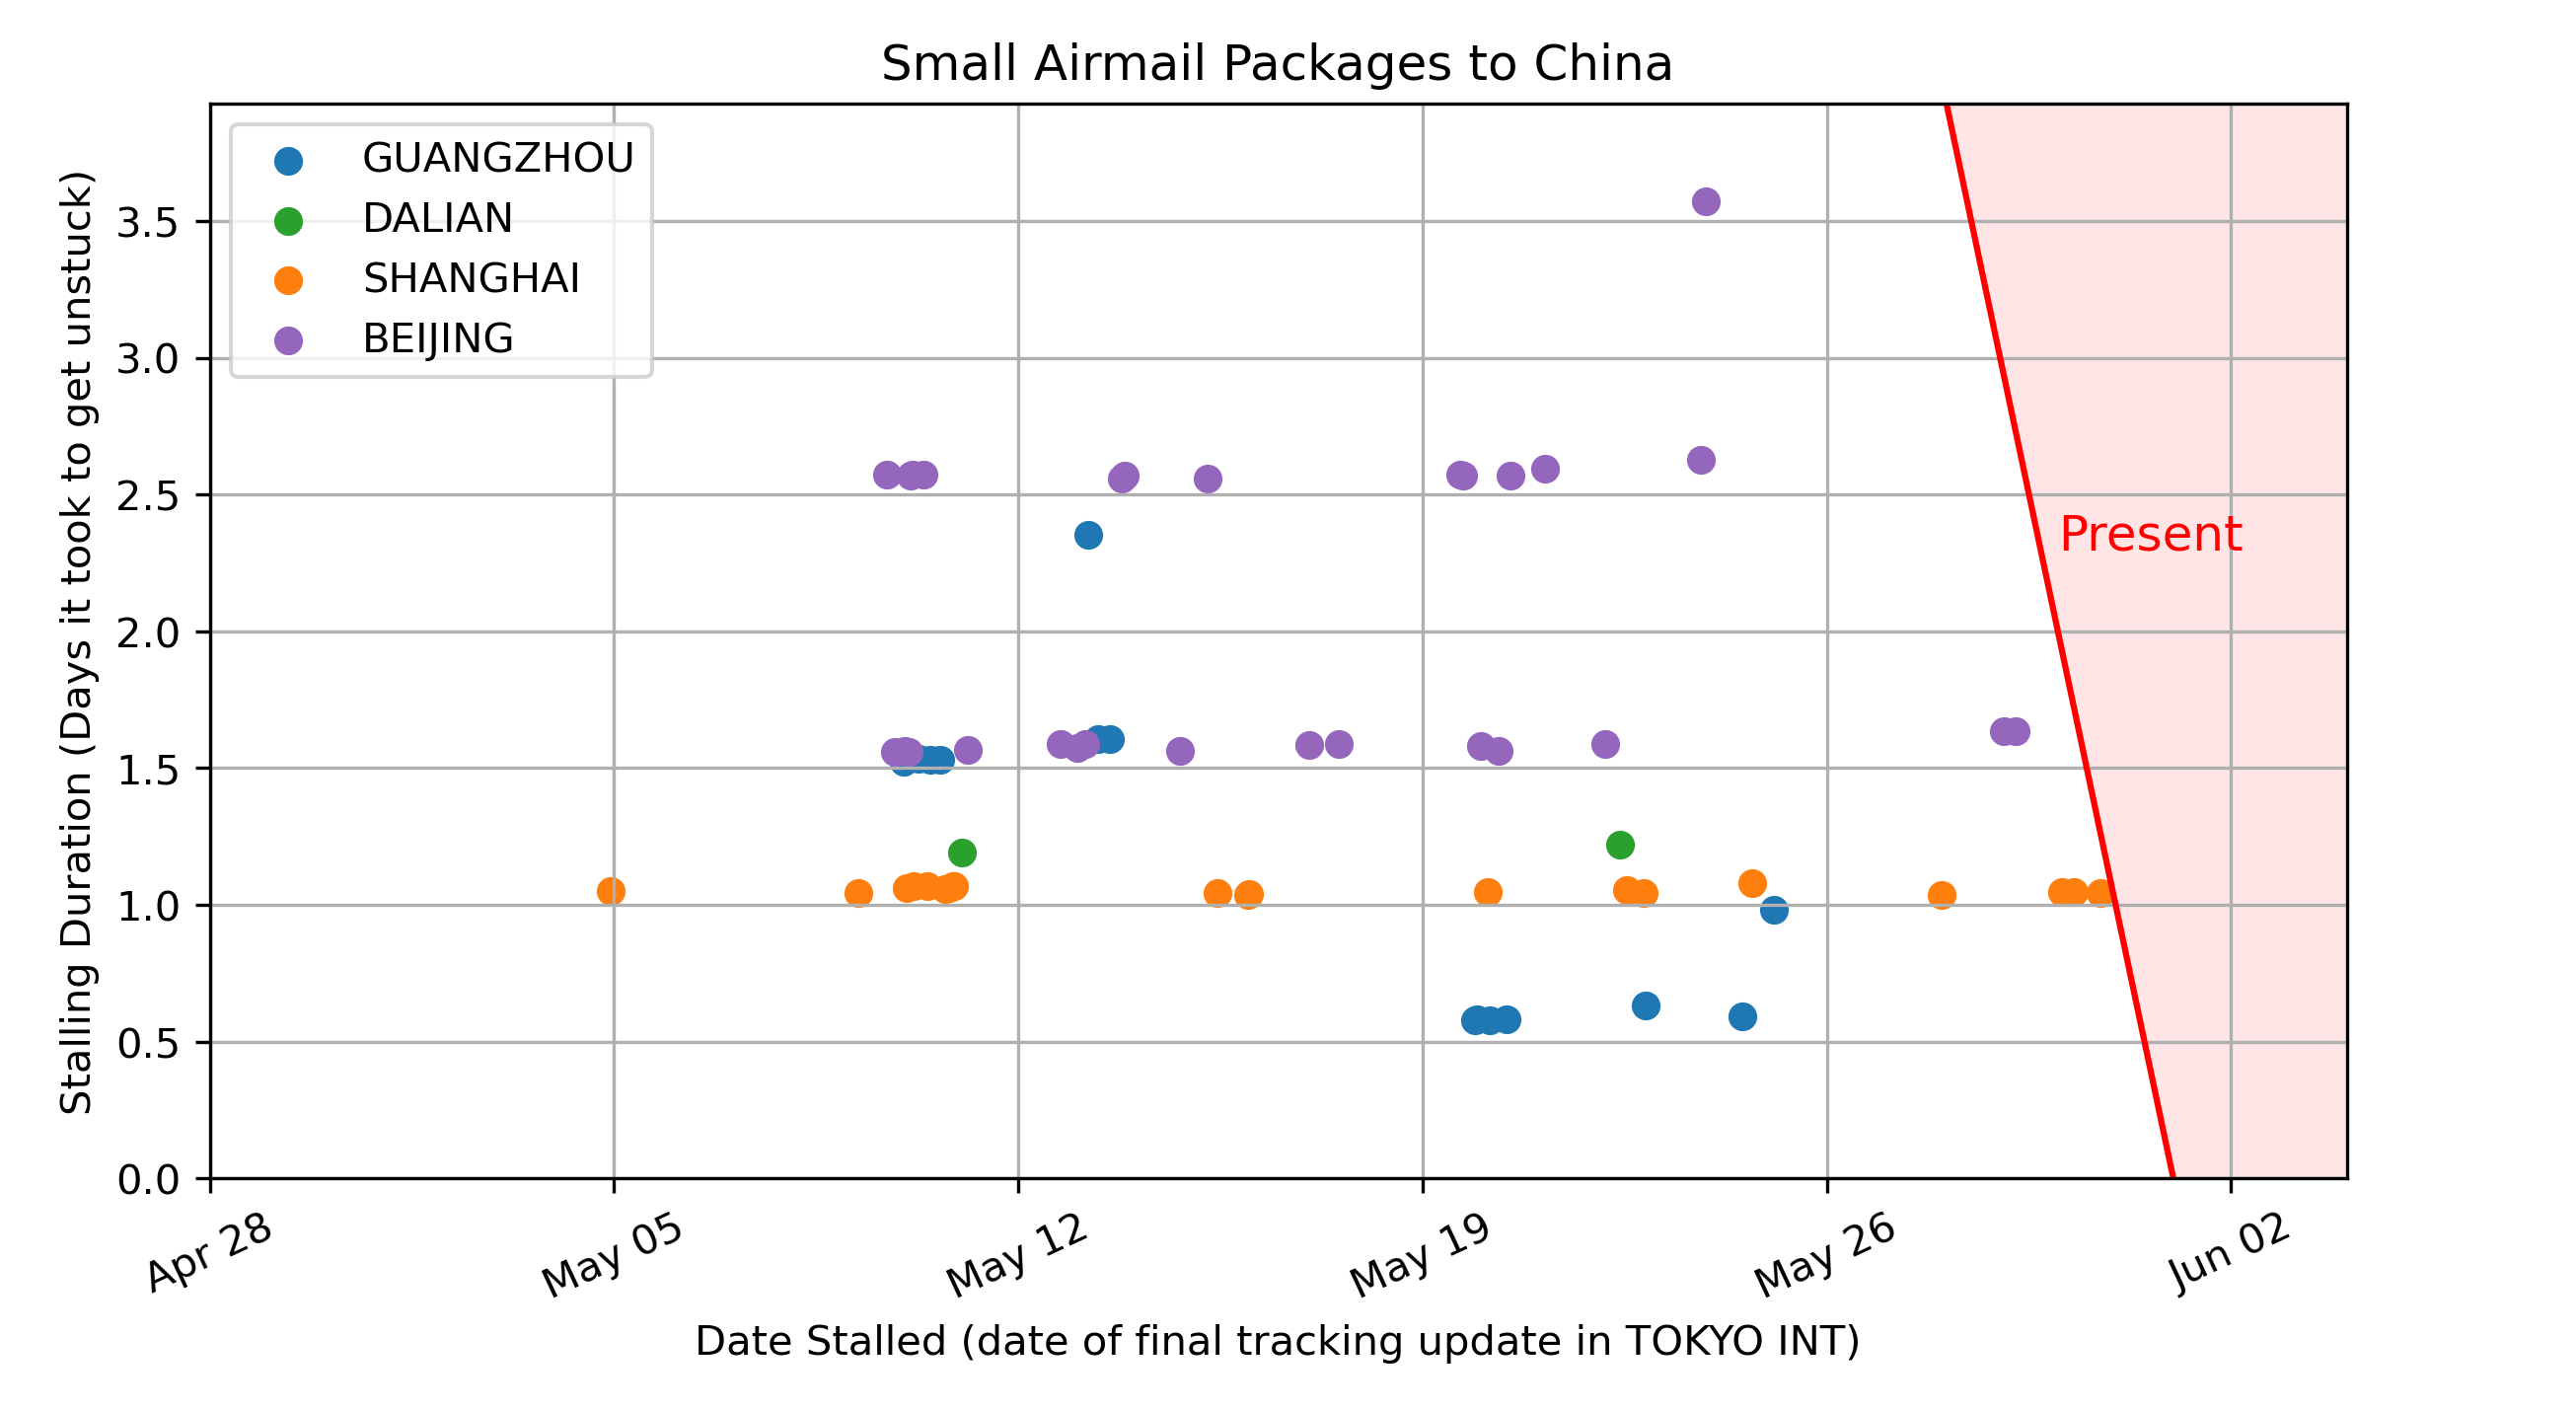 Small Airmail Packages to China
GUANGZHOU
DALIAN
SHANGHAI
BEIJING
Stalling Duration (Days it took to get unstuck)
3.5
3.0
2.5
2.0
1.5
1.0
0.5
0.0
Present
Apr 28
May 05
May 12
May 19
May 26
Jun 02
Date Stalled (date of final tracking update in TOKYO INT)